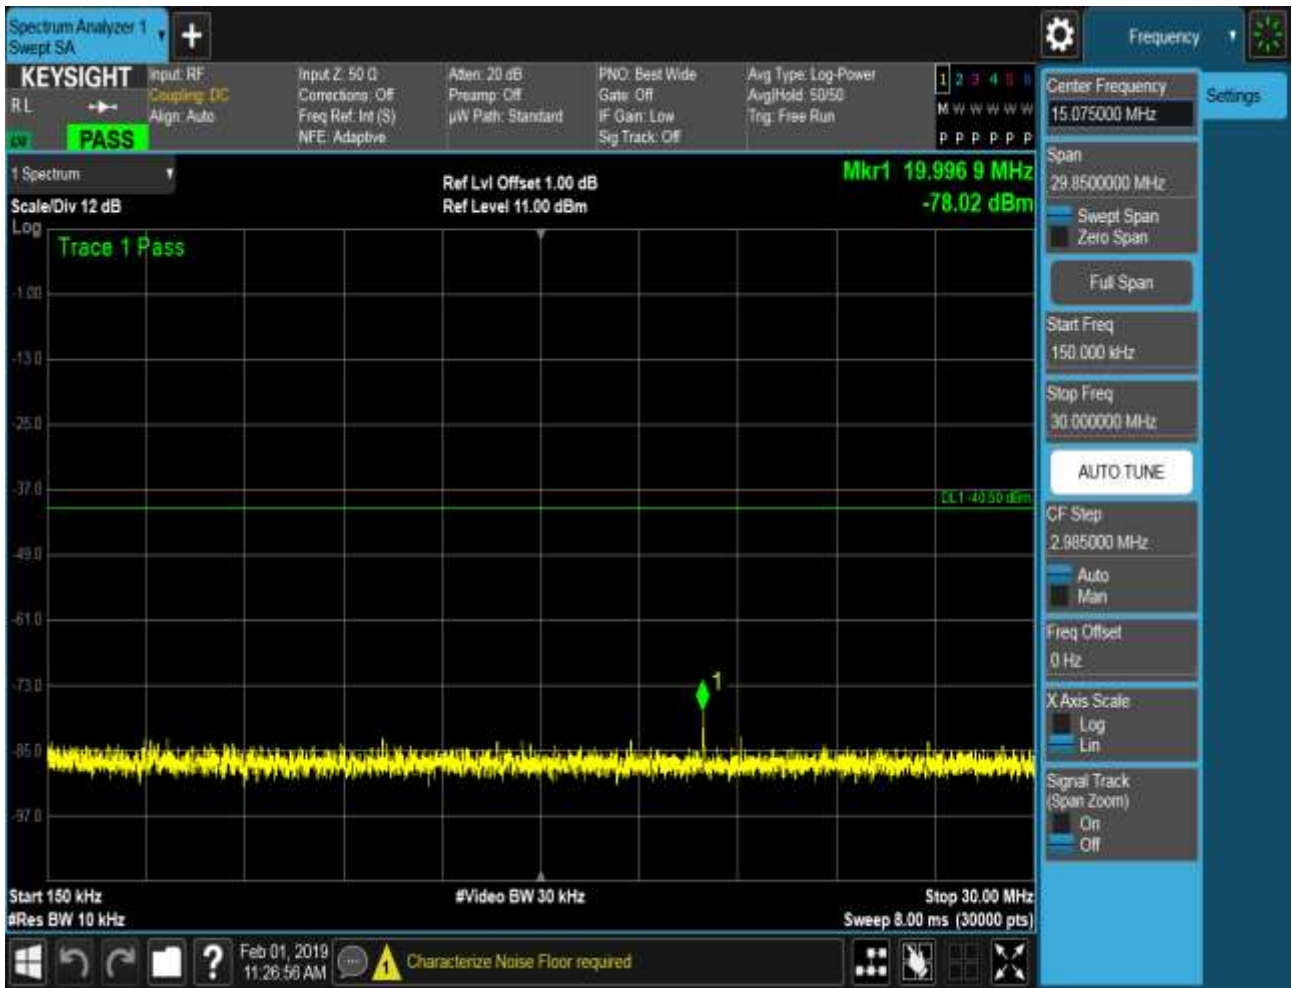 Spectrum Analyzer 1
Swept SA
Frequency
KEYSIGHT
R L
PASS
Input: RF
Coupling: DC
Align: Auto
Input Z: 50 Ω
Corrections: Off
Freq Ref: Int (S)
NFE: Adaptive
Atten: 20 dB
Preamp: Off
µW Path: Standard
PNO: Best Wide
Gate: Off
IF Gain: Low
Sig Track: Off
Avg Type: Log-Power
Avg|Hold: 50/50
Trig: Free Run
1 2 3 4 5 6
M W W W W W
P P P P P P
1 Spectrum
Scale/Div 12 dB
Log
Ref Lvl Offset 1.00 dB
Ref Level 11.00 dBm
Mkr1 19.996 9 MHz
-78.02 dBm
Trace 1 Pass
-1.00
-13.0
-25.0
-37.0
DL1 -40.50 dBm
-49.0
-61.0
-73.0
1
-85.0
-97.0
Start 150 kHz
#Res BW 10 kHz
#Video BW 30 kHz
Stop 30.00 MHz
Sweep 8.00 ms (30000 pts)
Feb 01, 2019
11:26:56 AM
?
1
Characterize Noise Floor required
Center Frequency
15.075000 MHz
Settings
Span
29.8500000 MHz
Swept Span
Zero Span
Full Span
Start Freq
150.000 kHz
Stop Freq
30.000000 MHz
AUTO TUNE
CF Step
2.985000 MHz
Auto
Man
Freq Offset
0 Hz
X Axis Scale
Log
Lin
Signal Track
(Span Zoom)
On
Off